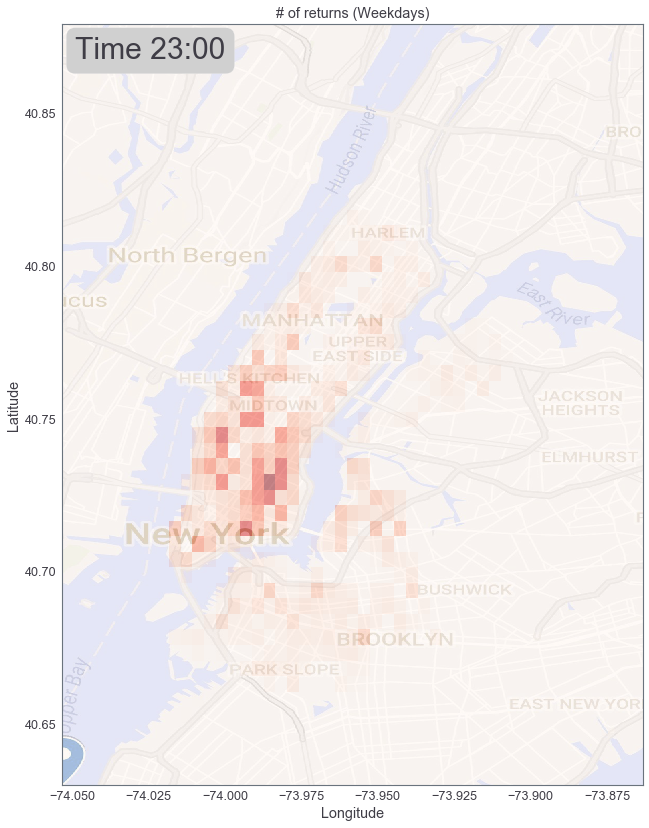 # of returns (Weekdays)
Time 23:00
40.85
Hudson River
BRO
HARLEM
North Bergen
40.80
East River
UCUS
MANHATTAN
UPPER
EAST SIDE
HELL'S KITCHEN
JACKSON
HEIGHTS
MIDTOWN
40.75
Latitude
ELMHURST
New York
40.70
BUSHWICK
BROOKLYN
PARK SLOPE
EAST NEW YOR
pper Bay
40.65
−74.050 −74.025 −74.000 −73.975 −73.950 −73.925 −73.900 −73.875
Longitude